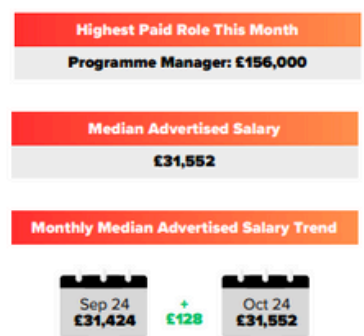 Highest Paid Role This Month
Programme Manager: £156,000
Median Advertised Salary
£31,552
Monthly Median Advertised Salary Trend
Sep 24
£31,424
+
£128
Oct 24
£31,552